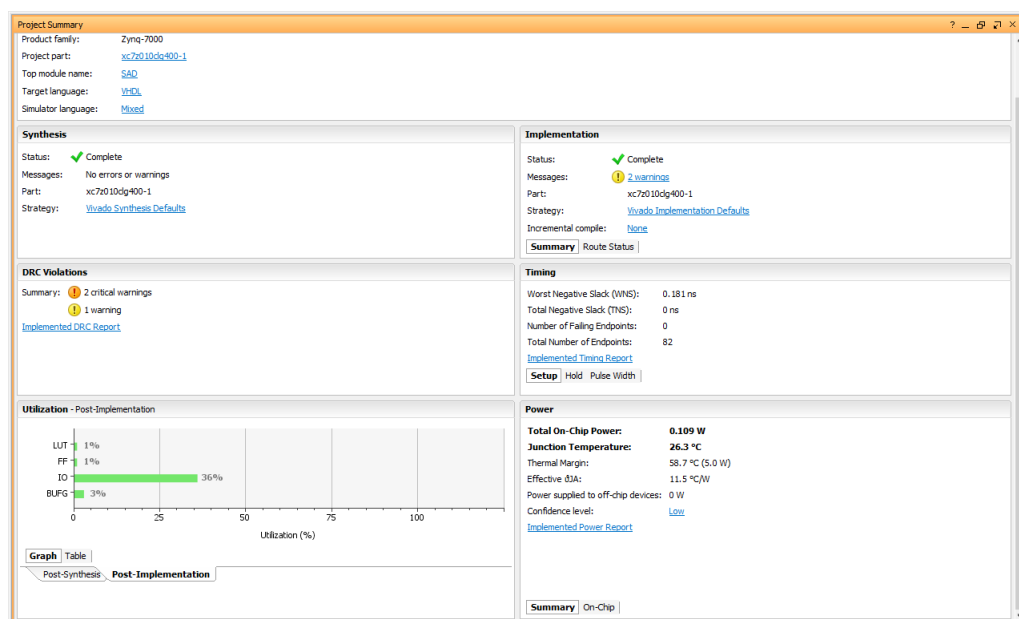 Project Summary
Product family: Zynq-7000
Project part: xc7z010clg400-1
Top module name: SAD
Target language: VHDL
Simulator language: Mixed
Synthesis
Status: Complete
Messages: No errors or warnings
Part: xc7z010clg400-1
Strategy: Vivado Synthesis Defaults
Implementation
Status: Complete
Messages: 2 warnings
Part: xc7z010clg400-1
Strategy: Vivado Implementation Defaults
Incremental compile: None
Summary Route Status
DRC Violations
Summary: 2 critical warnings
1 warning
Implemented DRC Report
Timing
Worst Negative Slack (WNS): 0.181 ns
Total Negative Slack (TNS): 0 ns
Number of Failing Endpoints: 0
Total Number of Endpoints: 82
Implemented Timing Report
Setup Hold Pulse Width
Utilization - Post-Implementation
LUT 1%
FF 1%
IO 36%
BUFG 3%
0 25 50 75 100
Utilization (%)
Graph Table
Post-Synthesis Post-Implementation
Power
Total On-Chip Power: 0.109 W
Junction Temperature: 26.3 °C
Thermal Margin: 58.7 °C (5.0 W)
Effective ϑJA: 11.5 °C/W
Power supplied to off-chip devices: 0 W
Confidence level: Low
Implemented Power Report
Summary On-Chip